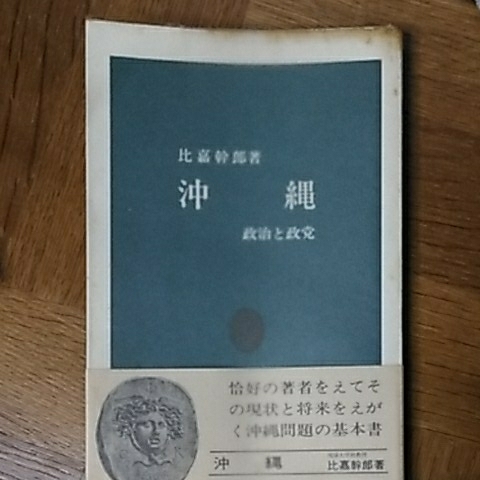 比嘉幹郎著
沖縄
政治と政党
恰好の著者をえてそ
の現状と将来をえが
く沖縄問題の基本書
沖縄
比嘉幹郎著